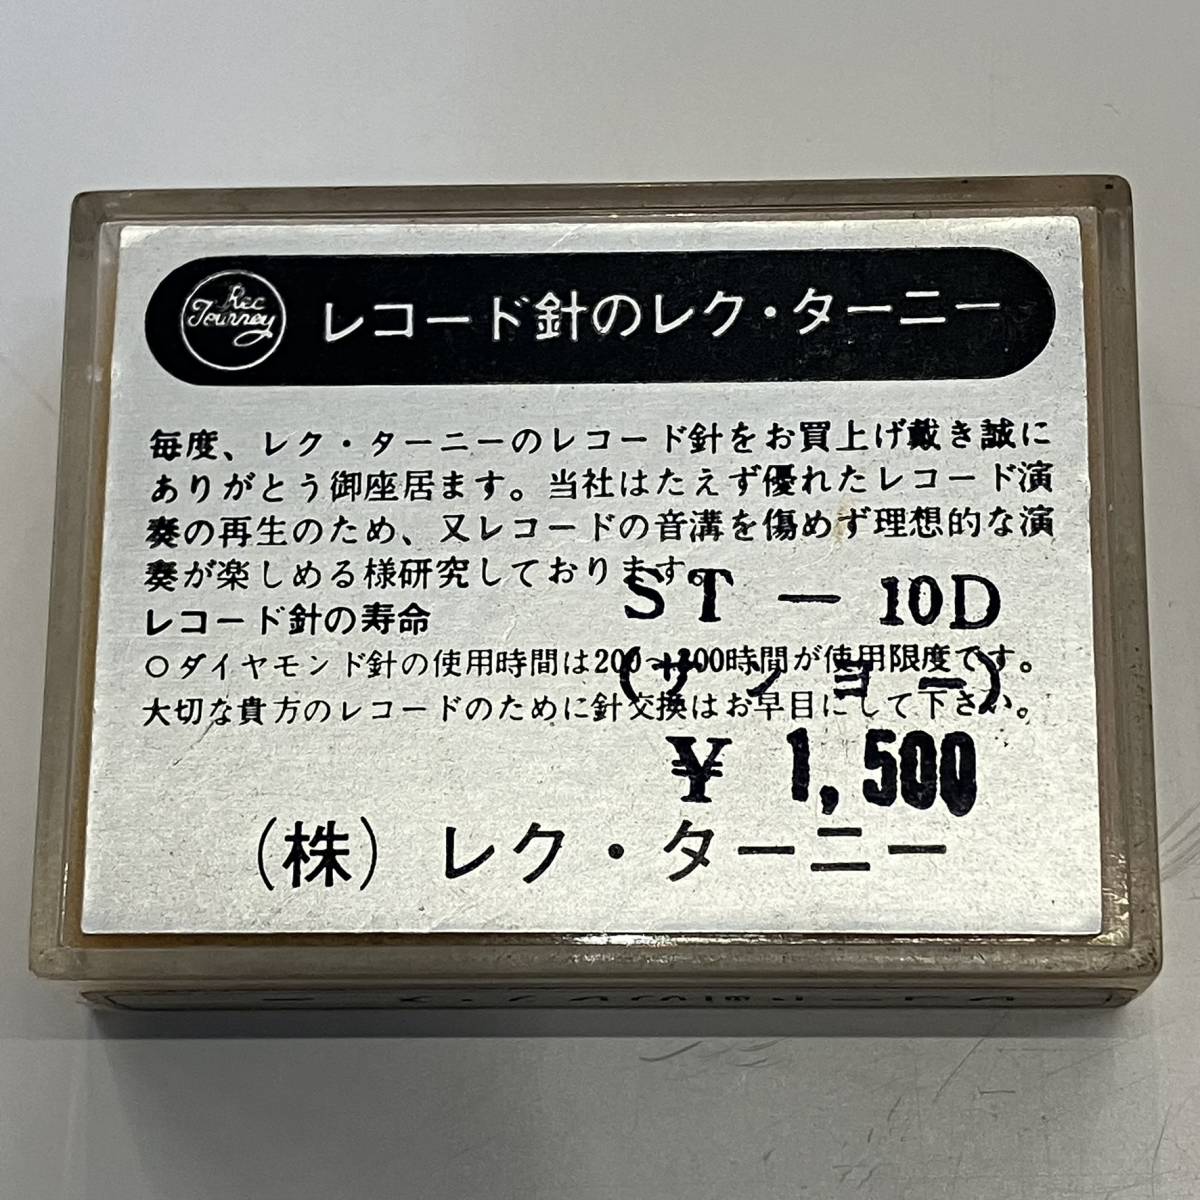 Rec
Journey
レコード針のレク・ターニー
毎度、レク・ターニーのレコード針をお買上げ戴き誠に
ありがとう御座居ます。当社はたえず優れたレコード演
奏の再生のため、又レコードの音溝を傷めず理想的な演
奏が楽しめる様研究しております。
ST－10D
レコード針の寿命
○ダイヤモンド針の使用時間は200～400時間が使用限度です。
(サンヨー)
大切な貴方のレコードのために針交換はお早目にして下さい。
¥ 1,500
(株) レク・ターニー